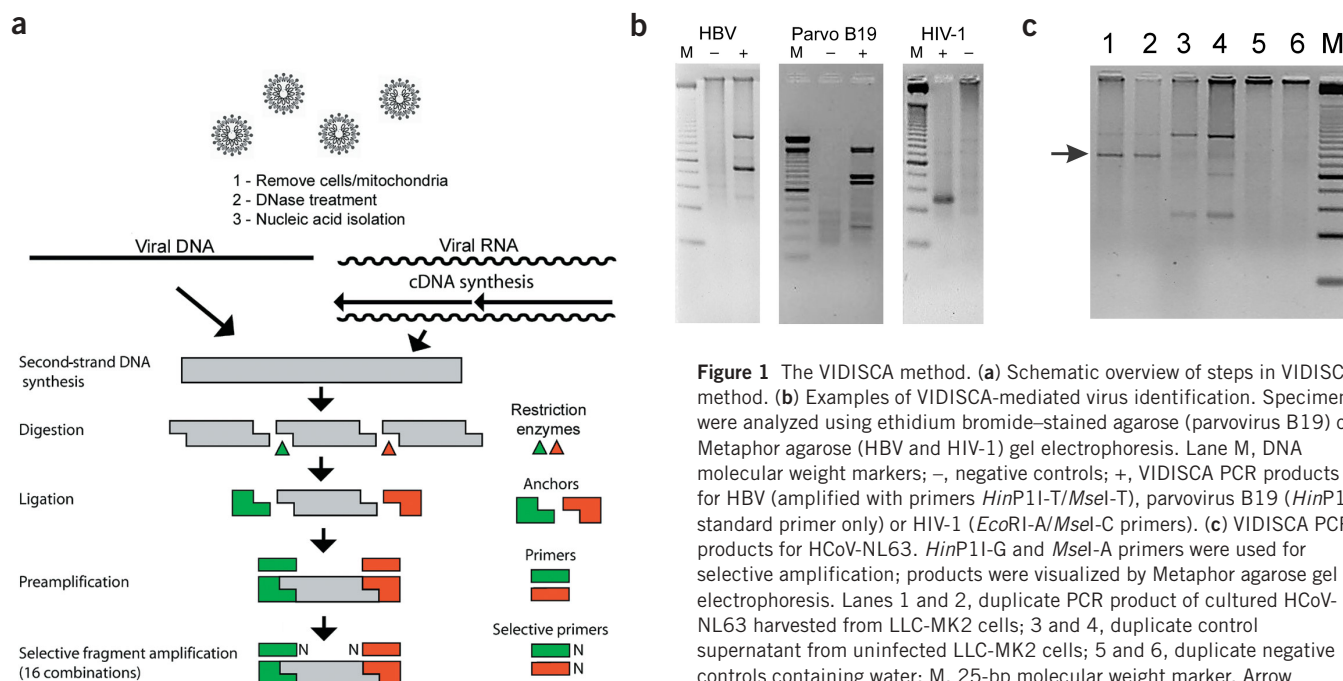 a
1 - Remove cells/mitochondria
2 - DNase treatment
3 - Nucleic acid isolation
Viral DNA
Viral RNA
cDNA synthesis
Second-strand DNA
synthesis
Digestion
Restriction
enzymes
Ligation
Anchors
Preamplification
Primers
Selective fragment amplification
(16 combinations)
N N
Selective primers
N
N
b
HBV
M – +
Parvo B19
M – +
HIV-1
M + –
c
1 2 3 4 5 6 M
Figure 1 The VIDISCA method. (a) Schematic overview of steps in VIDISC
method. (b) Examples of VIDISCA-mediated virus identification. Specimen
were analyzed using ethidium bromide–stained agarose (parvovirus B19) o
Metaphor agarose (HBV and HIV-1) gel electrophoresis. Lane M, DNA
molecular weight markers; –, negative controls; +, VIDISCA PCR products
for HBV (amplified with primers HinP1I-T/MseI-T), parvovirus B19 (HinP1
standard primer only) or HIV-1 (EcoRI-A/MseI-C primers). (c) VIDISCA PCR
products for HCoV-NL63. HinP1I-G and MseI-A primers were used for
selective amplification; products were visualized by Metaphor agarose gel
electrophoresis. Lanes 1 and 2, duplicate PCR product of cultured HCoV-
NL63 harvested from LLC-MK2 cells; 3 and 4, duplicate control
supernatant from uninfected LLC-MK2 cells; 5 and 6, duplicate negative
controls containing water; M, 25-bp molecular weight marker. Arrow